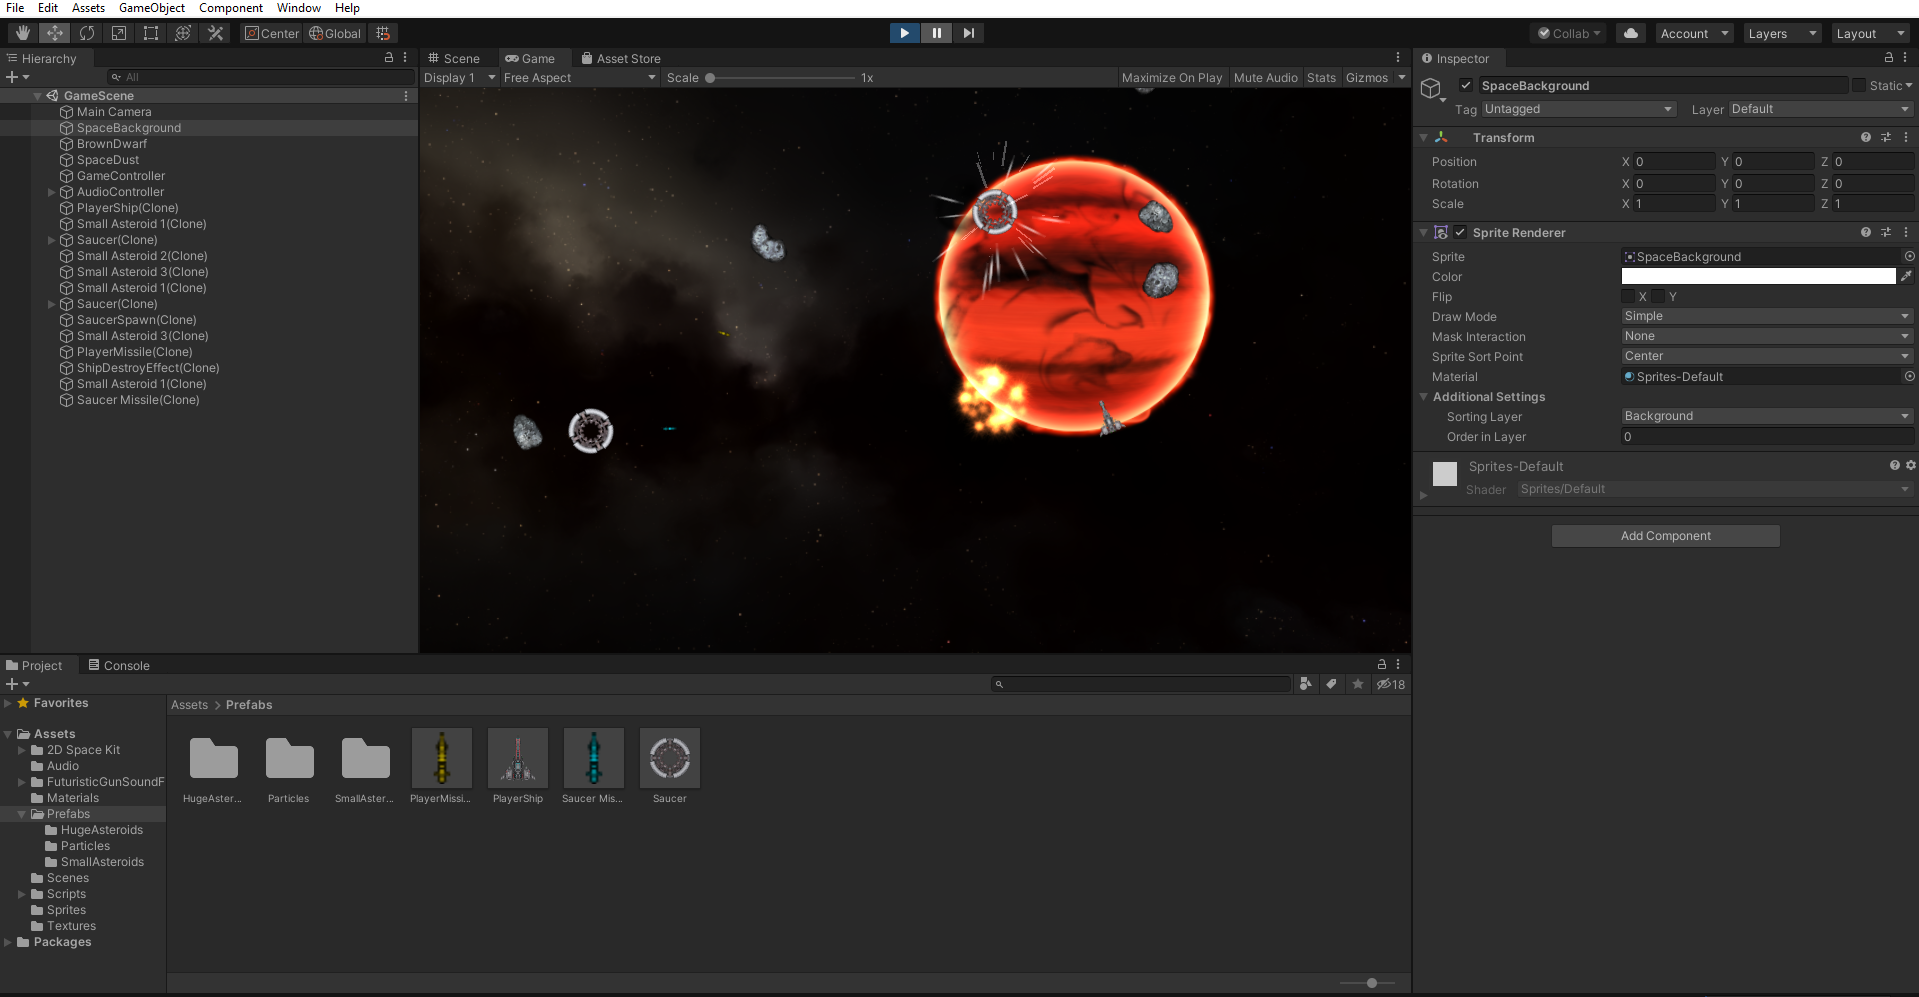 File Edit Assets GameObject Component Window Help
Center Global Collab Account Layers Layout
Hierarchy
All
GameScene
Main Camera
SpaceBackground
BrownDwarf
SpaceDust
GameController
AudioController
PlayerShip(Clone)
Small Asteroid 1(Clone)
Saucer(Clone)
Small Asteroid 2(Clone)
Small Asteroid 3(Clone)
Small Asteroid 1(Clone)
Saucer(Clone)
SaucerSpawn(Clone)
Small Asteroid 3(Clone)
PlayerMissile(Clone)
ShipDestroyEffect(Clone)
Small Asteroid 1(Clone)
Saucer Missile(Clone)
Scene Game Asset Store
Display 1 Free Aspect Scale 1x Maximize On Play Mute Audio Stats Gizmos
Inspector
SpaceBackground Static
Tag Untagged Layer Default
Transform
Position X 0 Y 0 Z 0
Rotation X 0 Y 0 Z 0
Scale X 1 Y 1 Z 1
Sprite Renderer
Sprite SpaceBackground
Color
Flip X Y
Draw Mode Simple
Mask Interaction None
Sprite Sort Point Center
Material Sprites-Default
Additional Settings
Sorting Layer Background
Order in Layer 0
Sprites-Default
Shader Sprites/Default
Add Component
Project Console
18
Favorites
Assets
2D Space Kit
Audio
FuturisticGunSoundF
Materials
Prefabs
HugeAsteroids
Particles
SmallAsteroids
Scenes
Scripts
Sprites
Textures
Packages
Assets > Prefabs
HugeAster... Particles SmallAster... PlayerMissi... PlayerShip Saucer Mis... Saucer